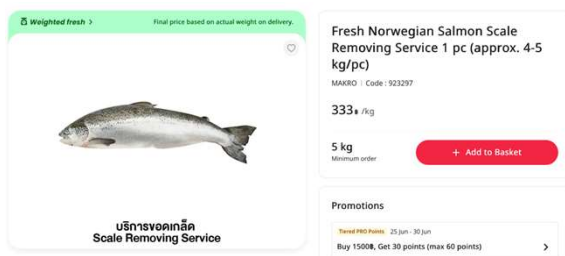 Weighted fresh >
Final price based on actual weight on delivery.
บริการขอดเกล็ด
Scale Removing Service
Fresh Norwegian Salmon Scale
Removing Service 1 pc (approx. 4-5
kg/pc)
MAKRO | Code : 923297
333฿ /kg
5 kg
Minimum order
+ Add to Basket
Promotions
Tiered PRO Points 25 Jun - 30 Jun
Buy 1500฿, Get 30 points (max 60 points)